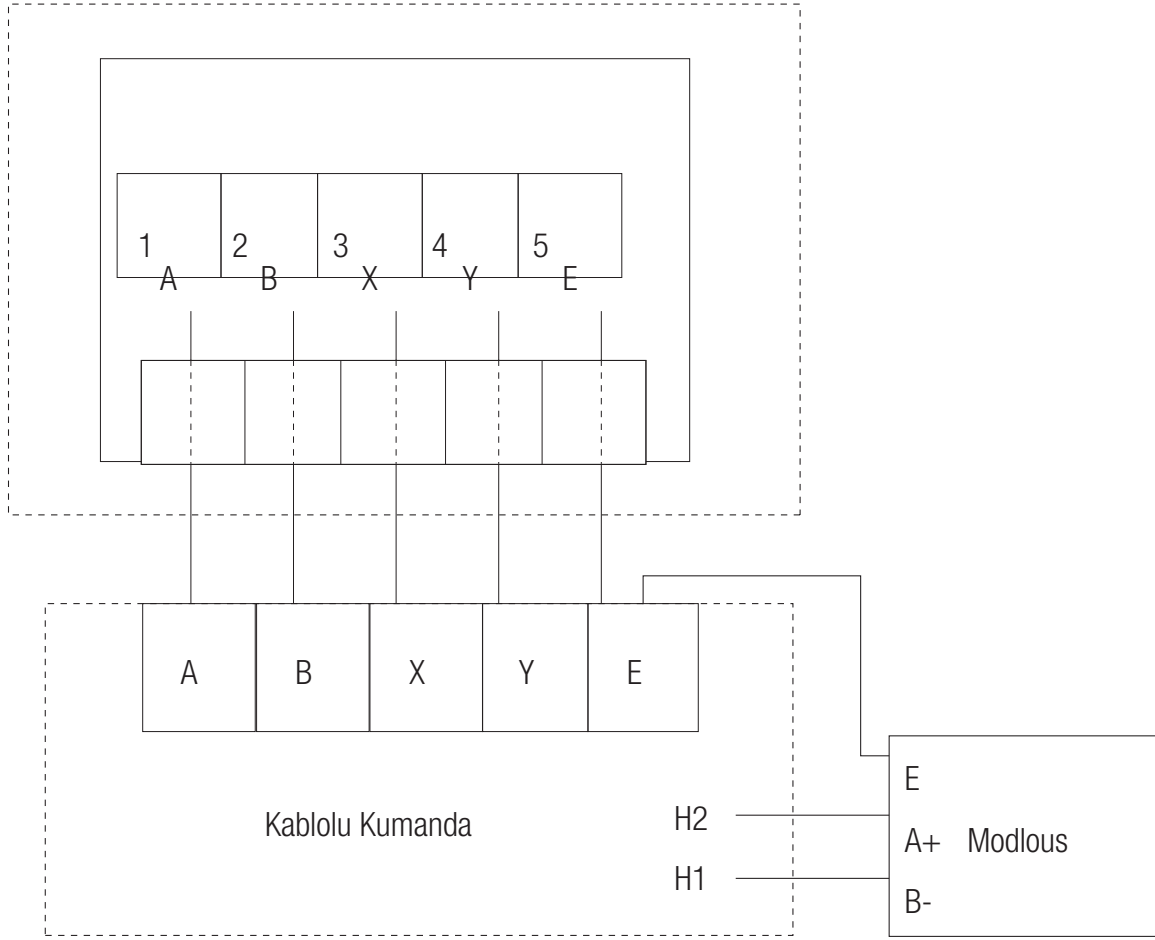 1 2 3 4 5
A B X Y E
A B X Y E
E
Kablolu Kumanda
H2
A+ Modlous
H1
B-